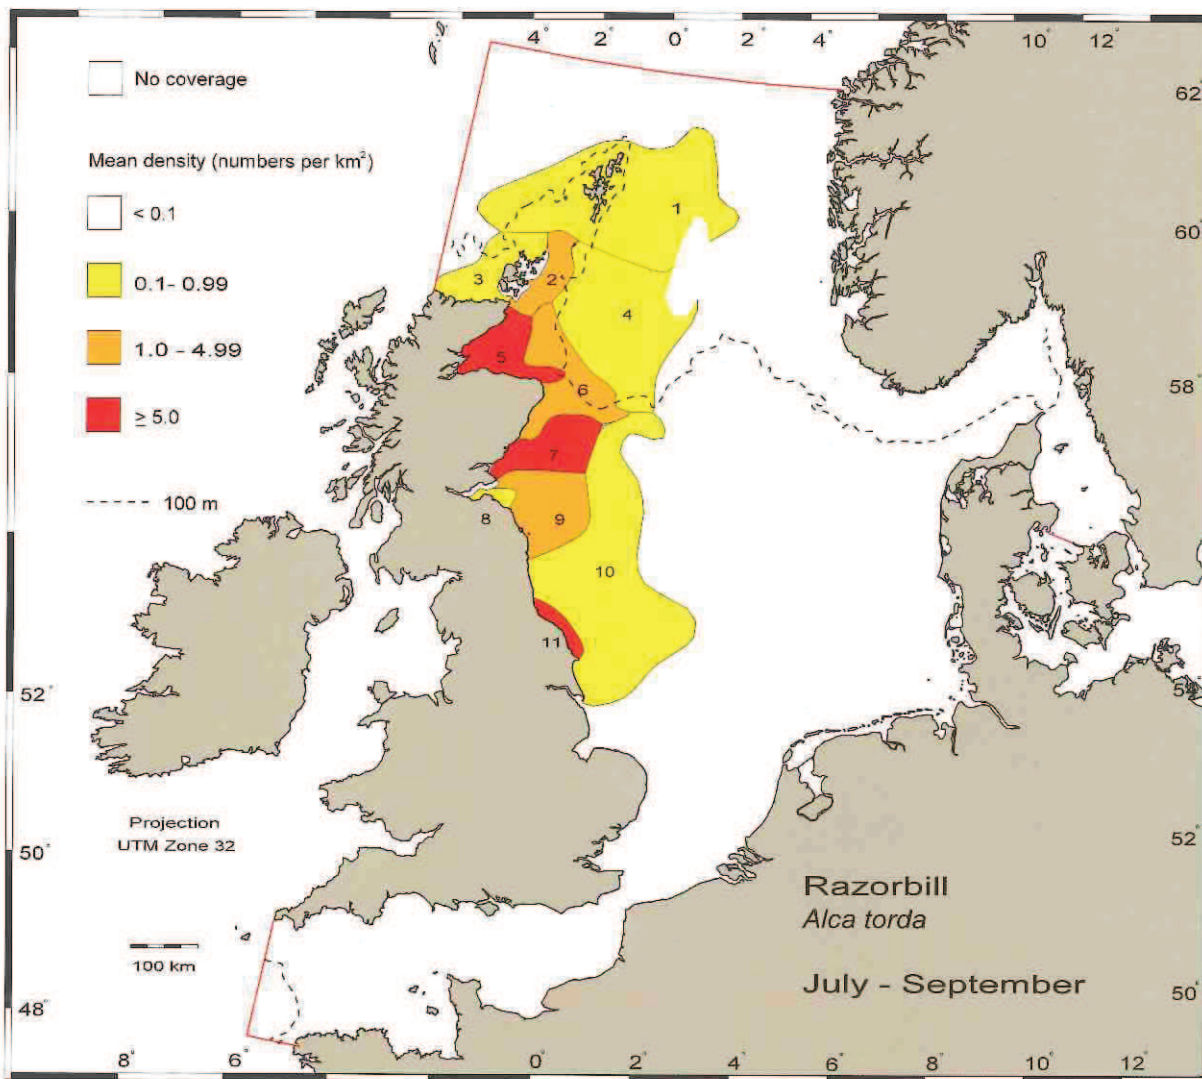 4° 2° 0° 4° 10° 12°
No coverage
62°
Mean density (numbers per km²)
< 0.1
1
60°
0.1- 0.99
3
2
4
1.0 - 4.99
5
58°
6
≥ 5.0
7
100 m
8
9
10
11
52°
54°
Projection
UTM Zone 32
50°
52°
Razorbill
Alca torda
100 km
July - September
48°
50°
8° 6° 0° 2° 4° 6° 8° 10° 12°